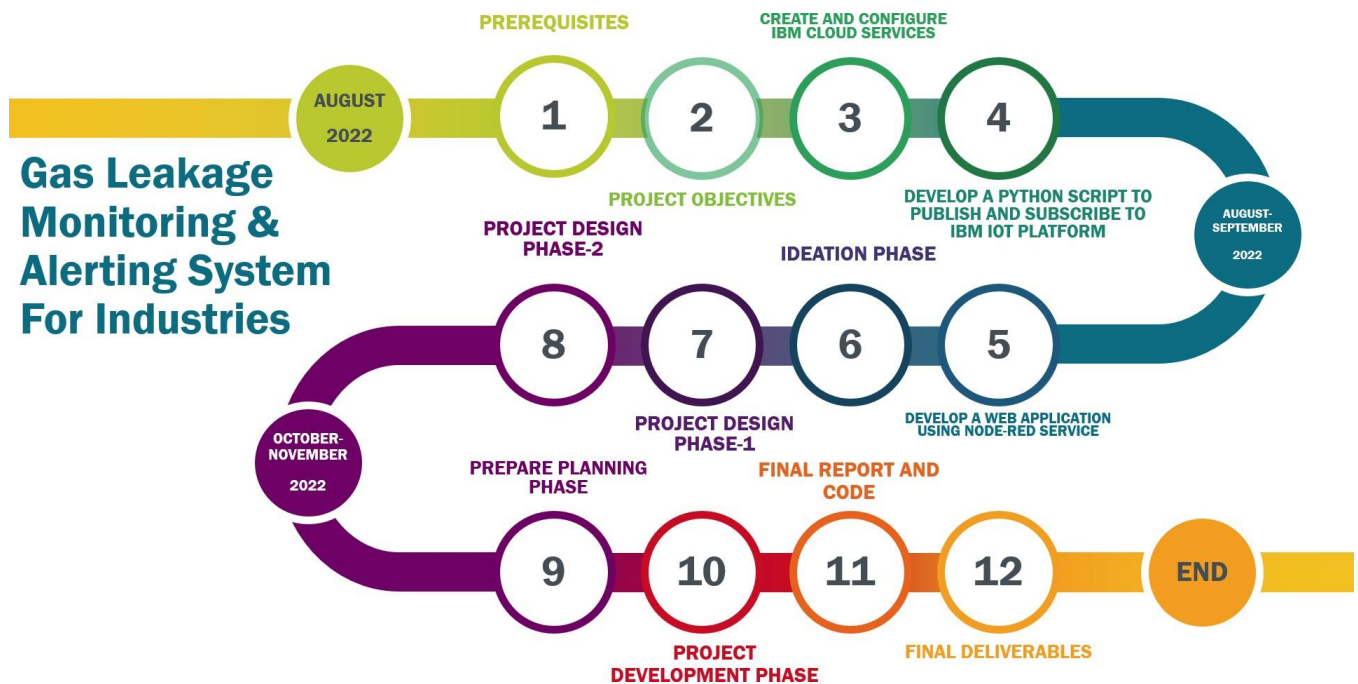 Gas Leakage
Monitoring &
Alerting System
For Industries
AUGUST
2022
PREREQUISITES
1
2
PROJECT OBJECTIVES
CREATE AND CONFIGURE
IBM CLOUD SERVICES
3
4
DEVELOP A PYTHON SCRIPT TO
PUBLISH AND SUBSCRIBE TO
IBM IOT PLATFORM
AUGUST-
SEPTEMBER
2022
5
DEVELOP A WEB APPLICATION
USING NODE-RED SERVICE
IDEATION PHASE
6
7
PROJECT DESIGN
PHASE-1
PROJECT DESIGN
PHASE-2
8
OCTOBER-
NOVEMBER
2022
PREPARE PLANNING
PHASE
9
10
PROJECT
DEVELOPMENT PHASE
FINAL REPORT AND
CODE
11
12
FINAL DELIVERABLES
END